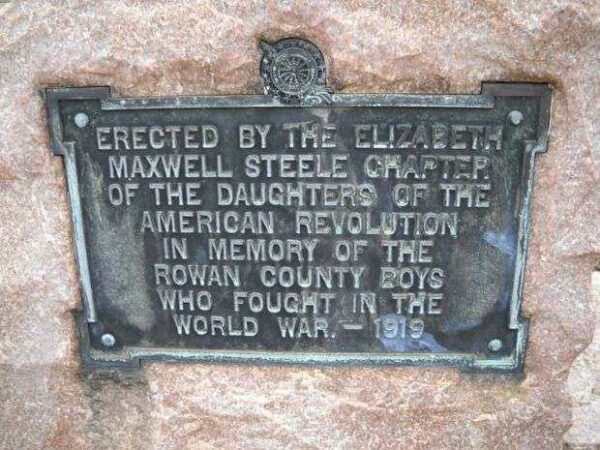 ERECTED BY THE ELIZABETH
MAXWELL STEELE CHAPTER
OF THE DAUGHTERS OF THE
AMERICAN REVOLUTION
IN MEMORY OF THE
ROWAN COUNTY BOYS
WHO FOUGHT IN THE
WORLD WAR. — 1919